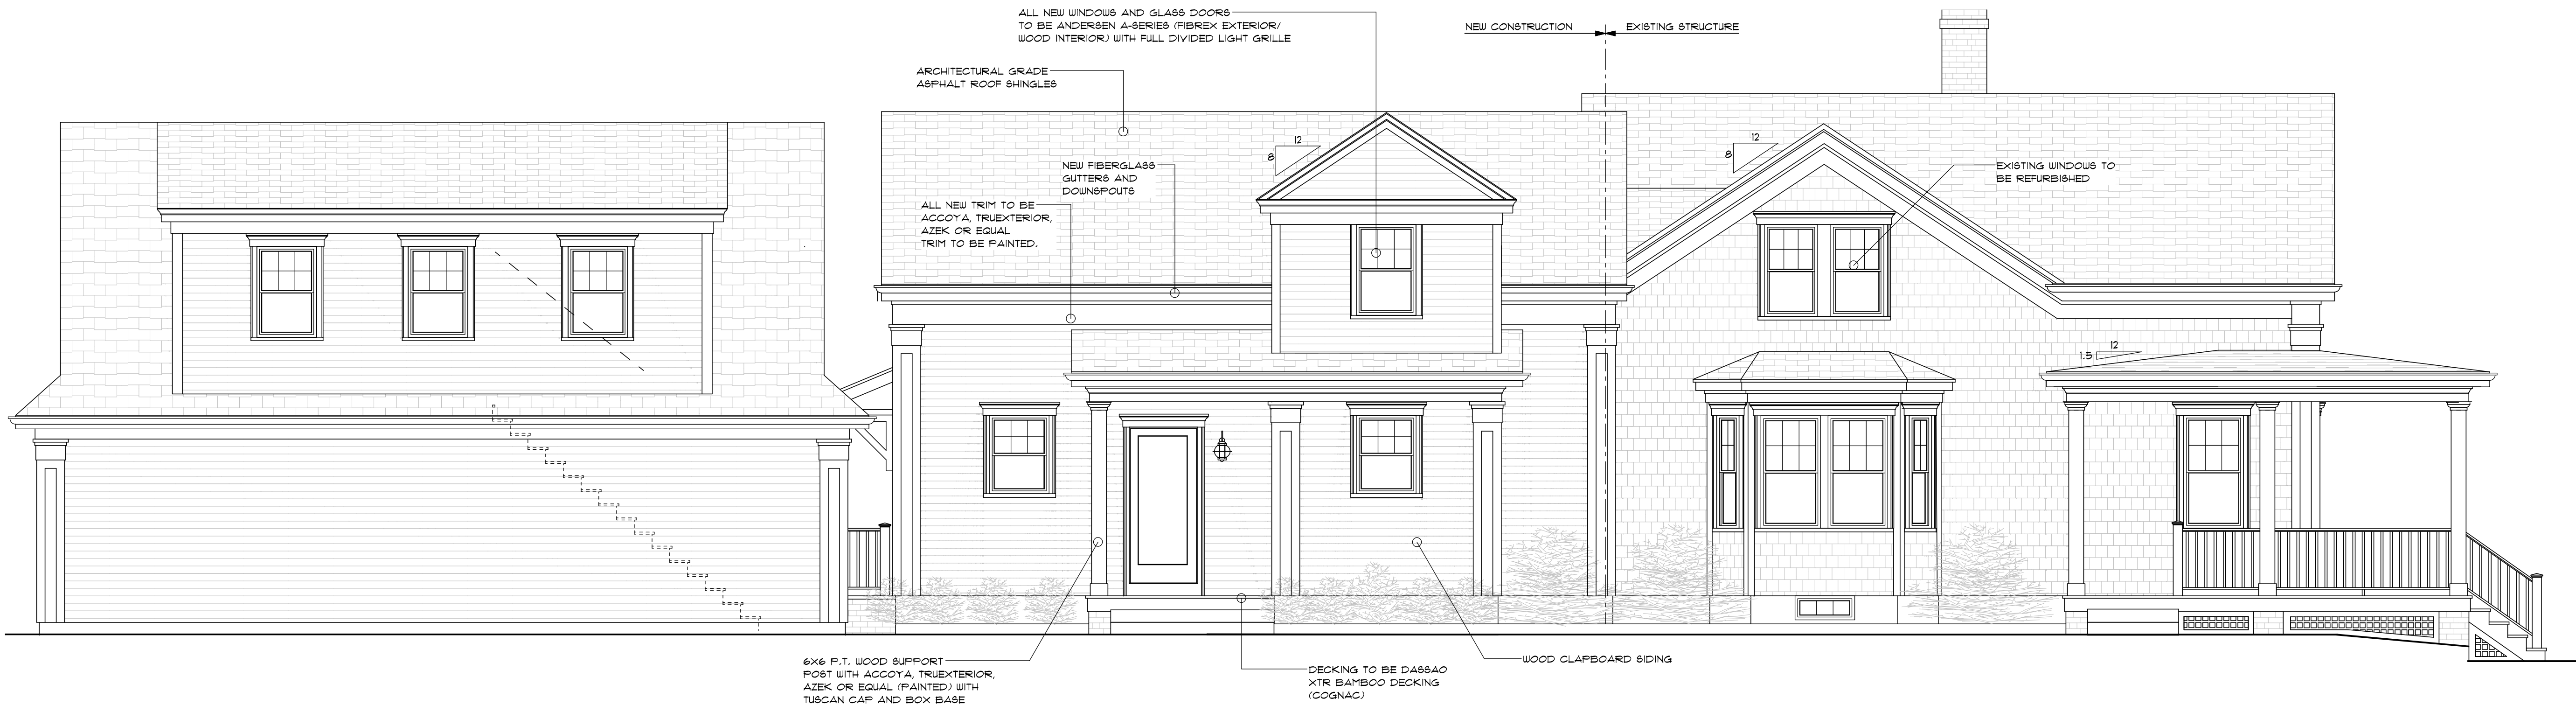 ALL NEW WINDOWS AND GLASS DOORS
TO BE ANDERSEN A-SERIES (FIBREX EXTERIOR/
WOOD INTERIOR) WITH FULL DIVIDED LIGHT GRILLE
NEW CONSTRUCTION
EXISTING STRUCTURE
ARCHITECTURAL GRADE
ASPHALT ROOF SHINGLES
12
8
12
8
NEW FIBERGLASS
GUTTERS AND
DOWNSPOUTS
EXISTING WINDOWS TO
BE REFURBISHED
ALL NEW TRIM TO BE
ACCOYA, TRUEXTERIOR,
AZEK OR EQUAL
TRIM TO BE PAINTED.
12
1.5
6X6 P.T. WOOD SUPPORT
POST WITH ACCOYA, TRUEXTERIOR,
AZEK OR EQUAL (PAINTED) WITH
TUSCAN CAP AND BOX BASE
DECKING TO BE DASSAO
XTR BAMBOO DECKING
(COGNAC)
WOOD CLAPBOARD SIDING